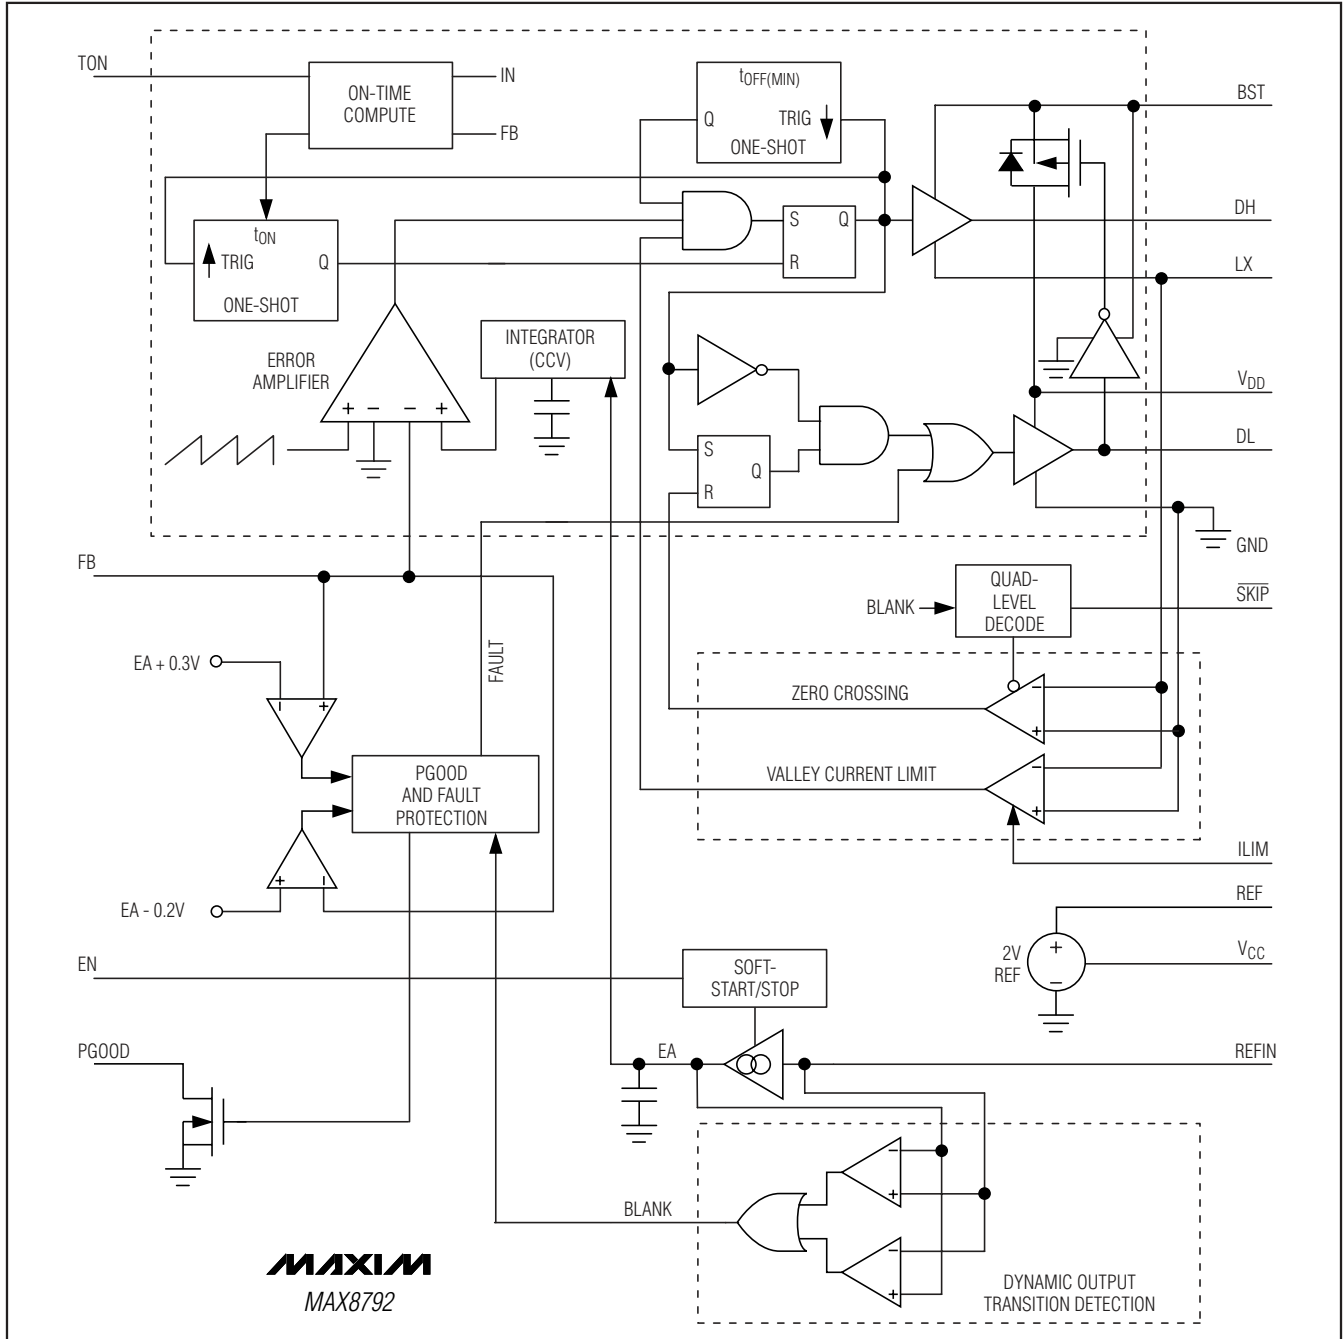 TON
ON-TIME
COMPUTE
IN
FB
tOFF(MIN)
Q
TRIG
ONE-SHOT
BST
tON
TRIG
Q
ONE-SHOT
S
Q
R
DH
LX
ERROR
AMPLIFIER
+
−
−
+
INTEGRATOR
(CCV)
S
Q
R
VDD
DL
GND
FB
BLANK
QUAD-
LEVEL
DECODE
SKIP
EA + 0.3V
−
+
FAULT
ZERO CROSSING
−
+
PGOOD
AND FAULT
PROTECTION
VALLEY CURRENT LIMIT
−
+
ILIM
EA - 0.2V
+
−
REF
2V
REF
+
−
VCC
EN
SOFT-
START/STOP
PGOOD
EA
REFIN
−
+
BLANK
−
+
DYNAMIC OUTPUT
TRANSITION DETECTION
MAXIM
MAX8792